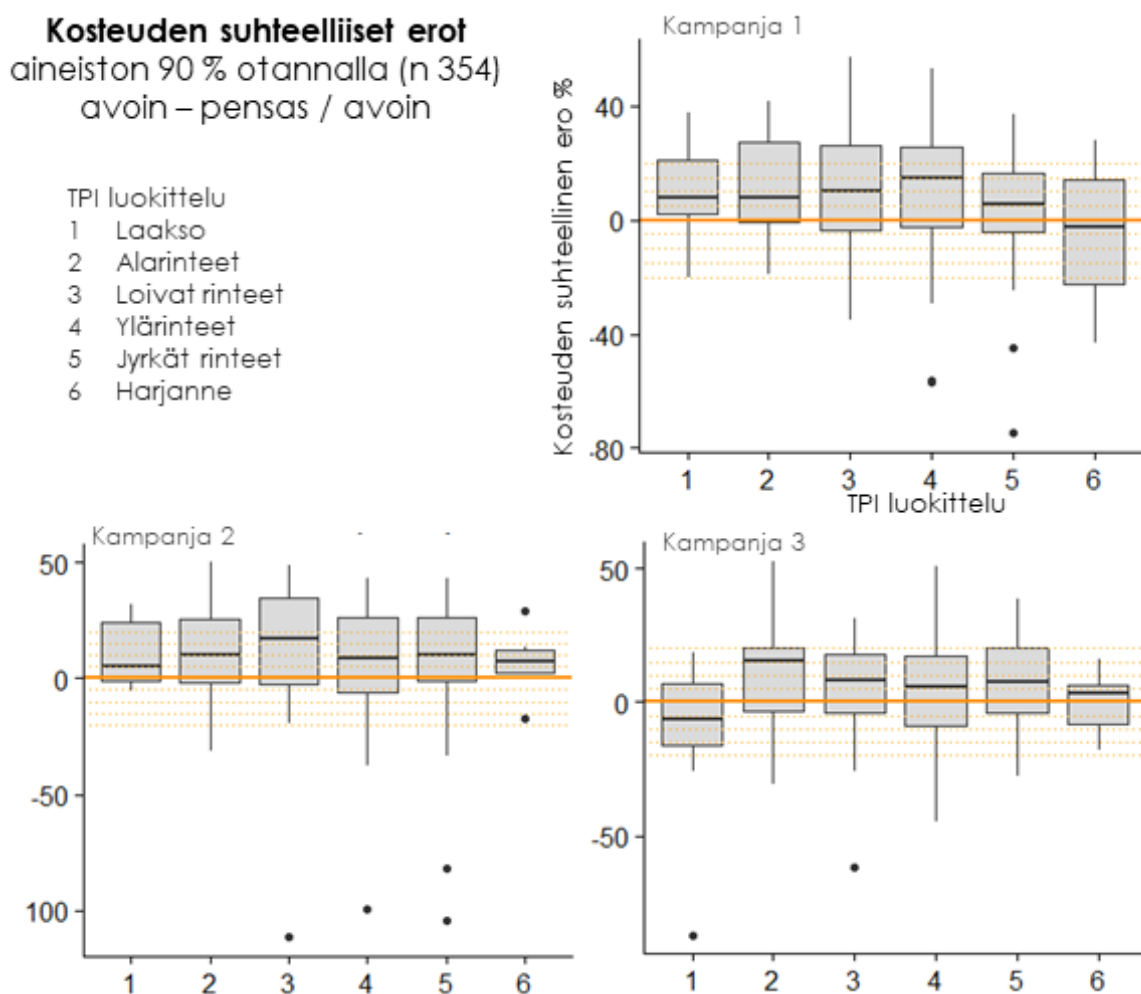 Kosteuden suhteelliiset erot
aineiston 90 % otannalla (n 354)
avoin – pensas / avoin
TPI luokittelu
1 Laakso
2 Alarinteet
3 Loivat rinteet
4 Ylärinteet
5 Jyrkät rinteet
6 Harjanne
Kampanja 1
Kosteuden suhteellinen ero %
40
0
-40
-80
1 2 3 4 5 6
TPI luokittelu
Kampanja 2
50
0
-50
100
1 2 3 4 5 6
Kampanja 3
50
0
-50
1 2 3 4 5 6